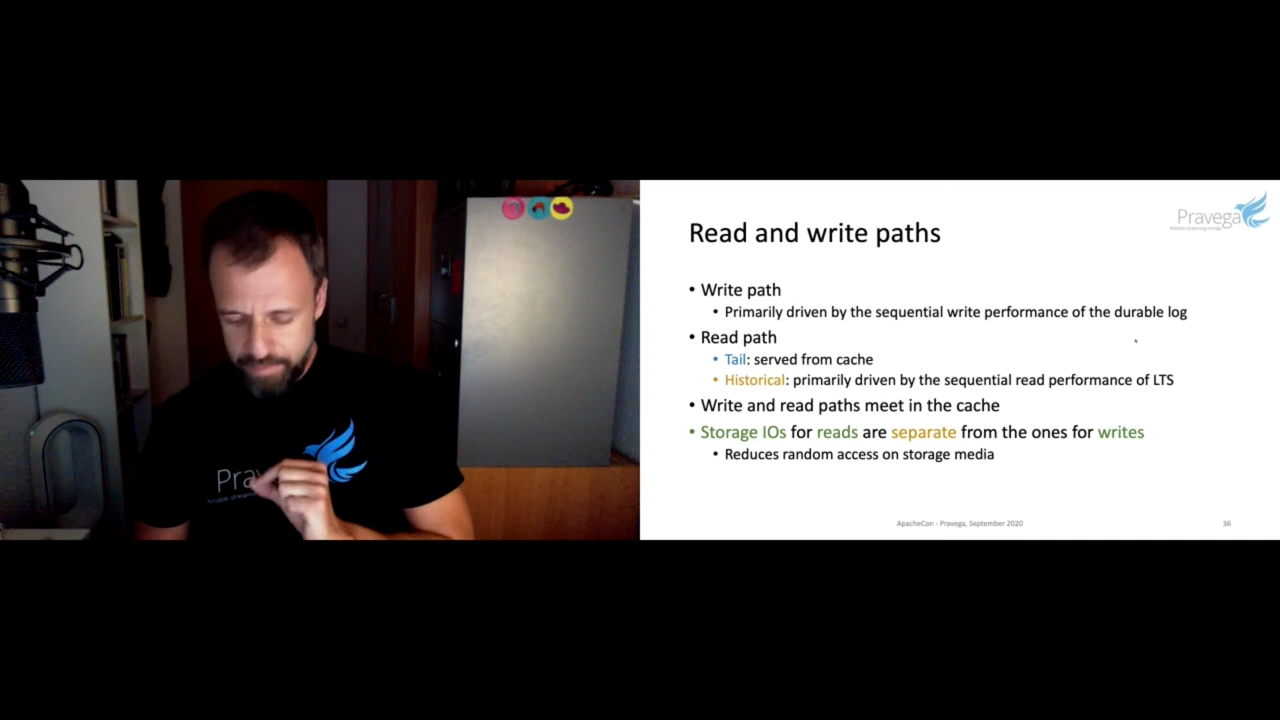 Pra
Read and write paths
Pravega
• Write path
• Primarily driven by the sequential write performance of the durable log
• Read path
• Tail: served from cache
• Historical: primarily driven by the sequential read performance of LTS
• Write and read paths meet in the cache
• Storage IOs for reads are separate from the ones for writes
• Reduces random access on storage media
ApacheCon - Pravega, September 2020
36